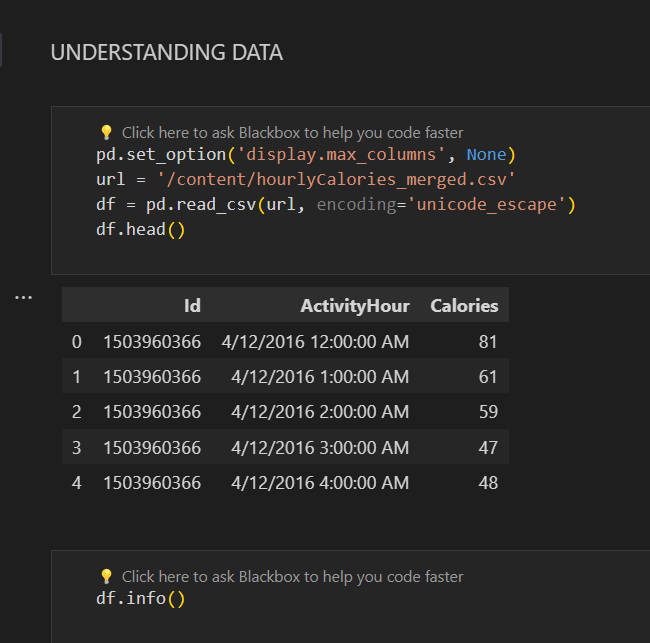 UNDERSTANDING DATA
💡 Click here to ask Blackbox to help you code faster
pd.set_option('display.max_columns', None)
url = '/content/hourlyCalories_merged.csv'
df = pd.read_csv(url, encoding='unicode_escape')
df.head()
...
Id ActivityHour Calories
0 1503960366 4/12/2016 12:00:00 AM 81
1 1503960366 4/12/2016 1:00:00 AM 61
2 1503960366 4/12/2016 2:00:00 AM 59
3 1503960366 4/12/2016 3:00:00 AM 47
4 1503960366 4/12/2016 4:00:00 AM 48
💡 Click here to ask Blackbox to help you code faster
df.info()